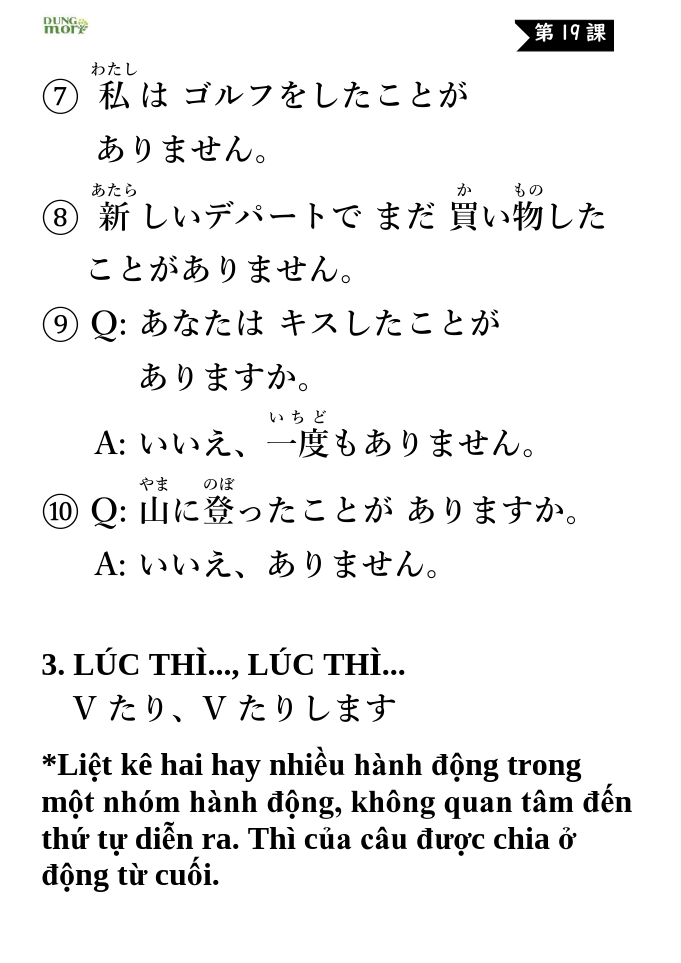 DUNG
mori
第 19 課
わたし
⑦ 私 は ゴルフをしたことが
ありません。
あたら か もの
⑧ 新 しいデパートで まだ 買い物した
ことがありません。
⑨ Q: あなたは キスしたことが
ありますか。
いちど
A: いいえ、一度もありません。
やま のぼ
⑩ Q: 山に登ったことが ありますか。
A: いいえ、ありません。
3. LÚC THÌ..., LÚC THÌ...
V たり、V たりします
*Liệt kê hai hay nhiều hành động trong
một nhóm hành động, không quan tâm đến
thứ tự diễn ra. Thì của câu được chia ở
động từ cuối.